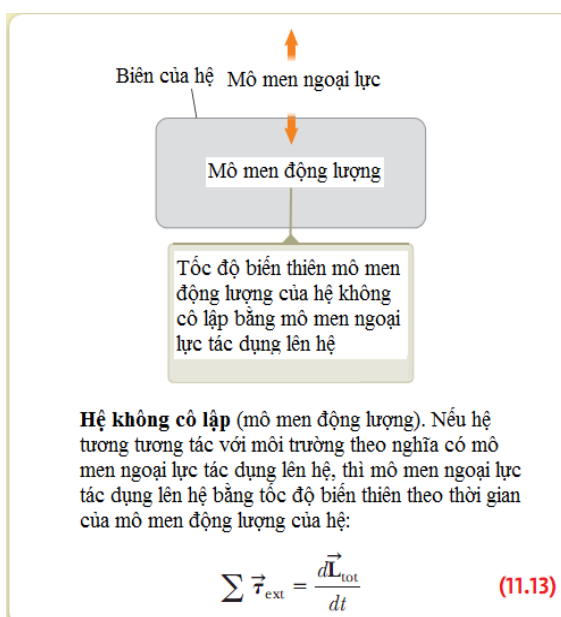 Biên của hệ Mô men ngoại lực
Mô men động lượng
Tốc độ biến thiên mô men
động lượng của hệ không
cô lập bằng mô men ngoại
lực tác dụng lên hệ
Hệ không cô lập (mô men động lượng). Nếu hệ
tương tương tác với môi trường theo nghĩa có mô
men ngoại lực tác dụng lên hệ, thì mô men ngoại lực
tác dụng lên hệ bằng tốc độ biến thiên theo thời gian
của mô men động lượng của hệ:
∑ τ⃗ext = dL⃗tot / dt (11.13)